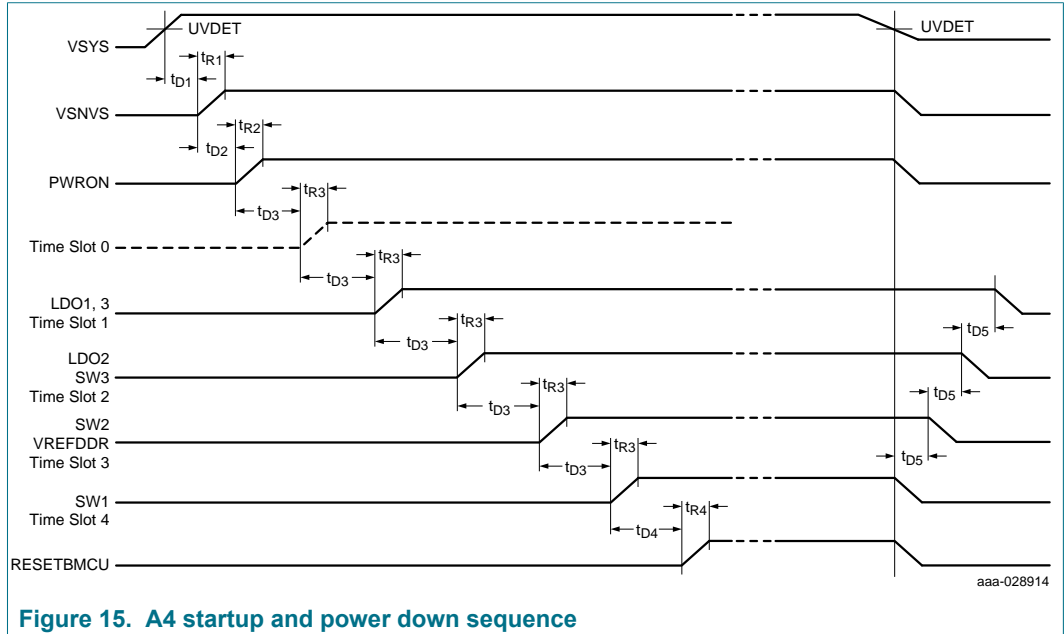 UVDET
UVDET
VSYS
tR1
tD1
VSNVS
tR2
tD2
PWRON
tR3
tD3
Time Slot 0
tR3
tD3
LDO1, 3
Time Slot 1
tR3
tD5
tD3
LDO2
SW3
Time Slot 2
tR3
tD5
tD3
SW2
VREFDDR
Time Slot 3
tR3
tD5
tD3
SW1
Time Slot 4
tR4
tD4
RESETBMCU
aaa-028914
Figure 15. A4 startup and power down sequence